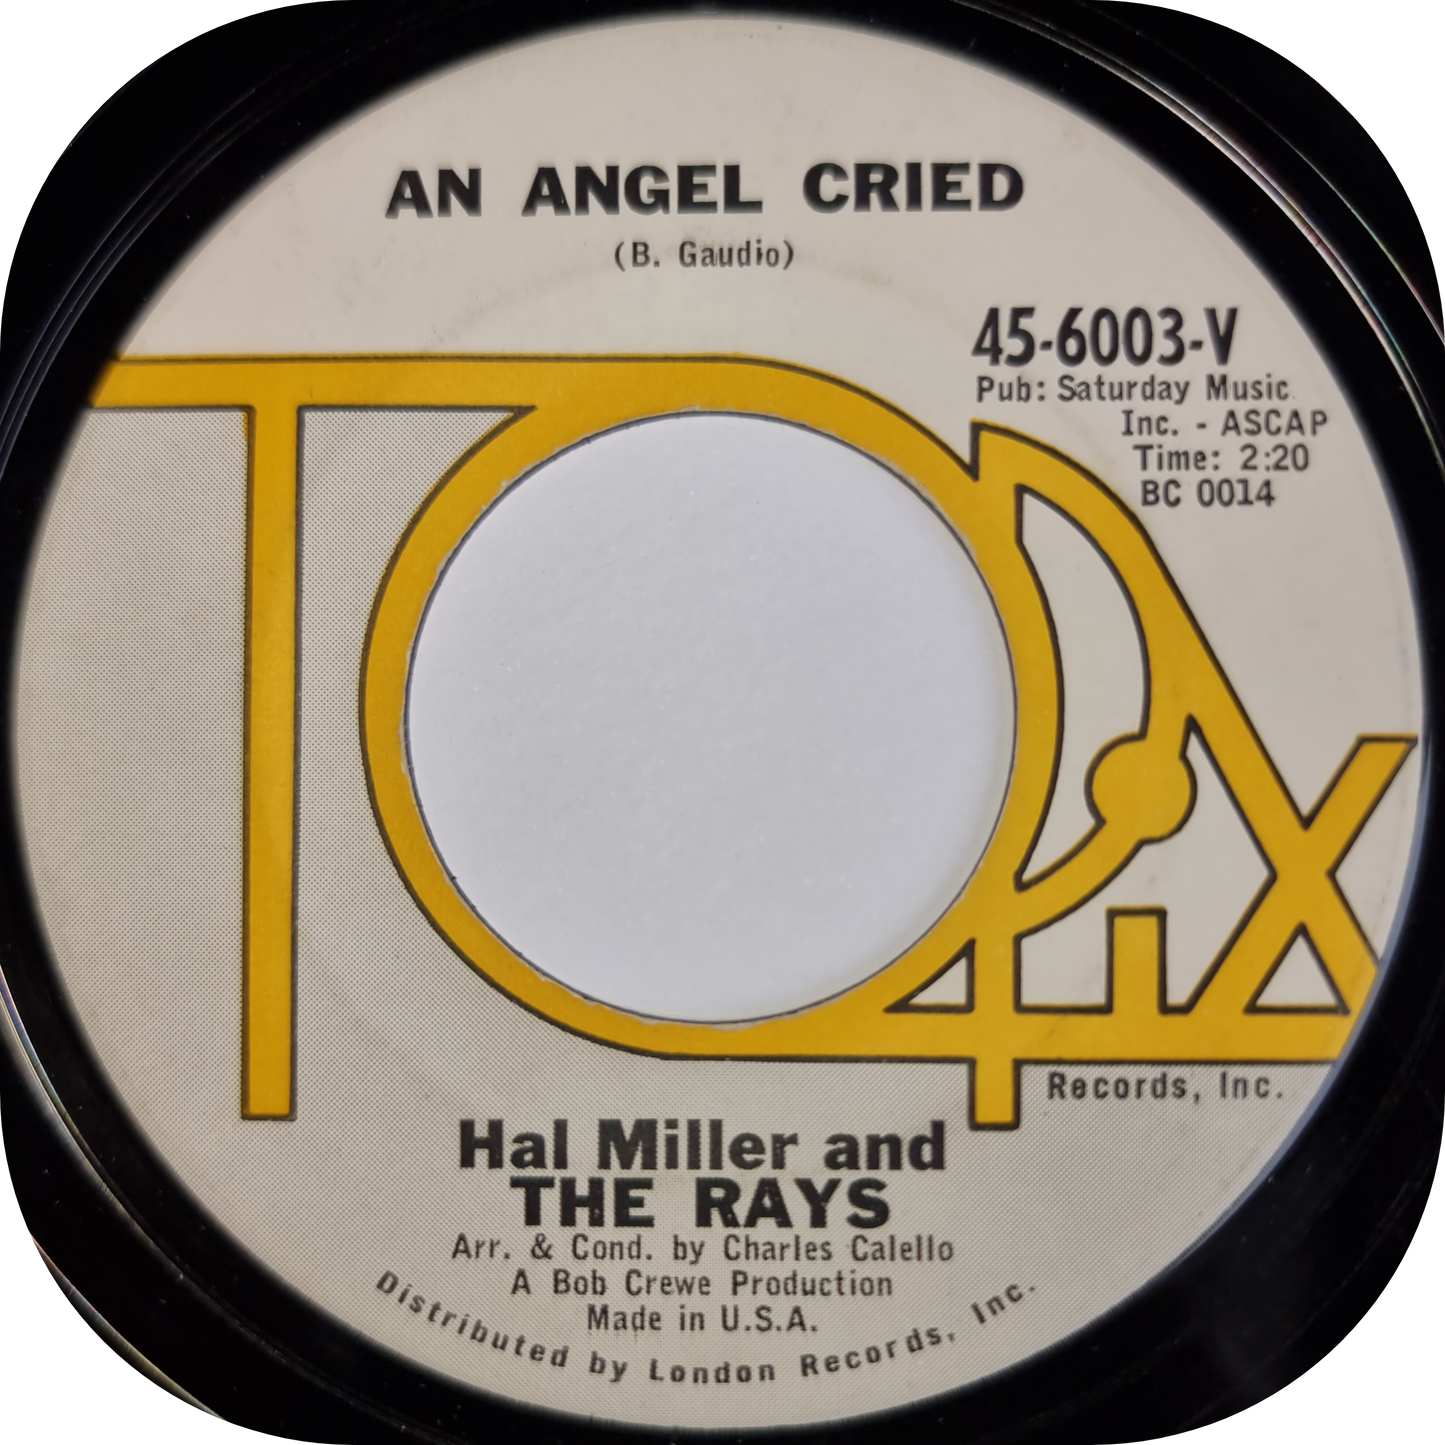 AN ANGEL CRIED
(B. Gaudio)
45-6003-V
Pub: Saturday Music
Inc. - ASCAP
Time: 2:20
BC 0014
Topix
Records, Inc.
Hal Miller and
THE RAYS
Arr. & Cond. by Charles Calello
A Bob Crewe Production
Made in U.S.A.
Distributed by London Records, Inc.